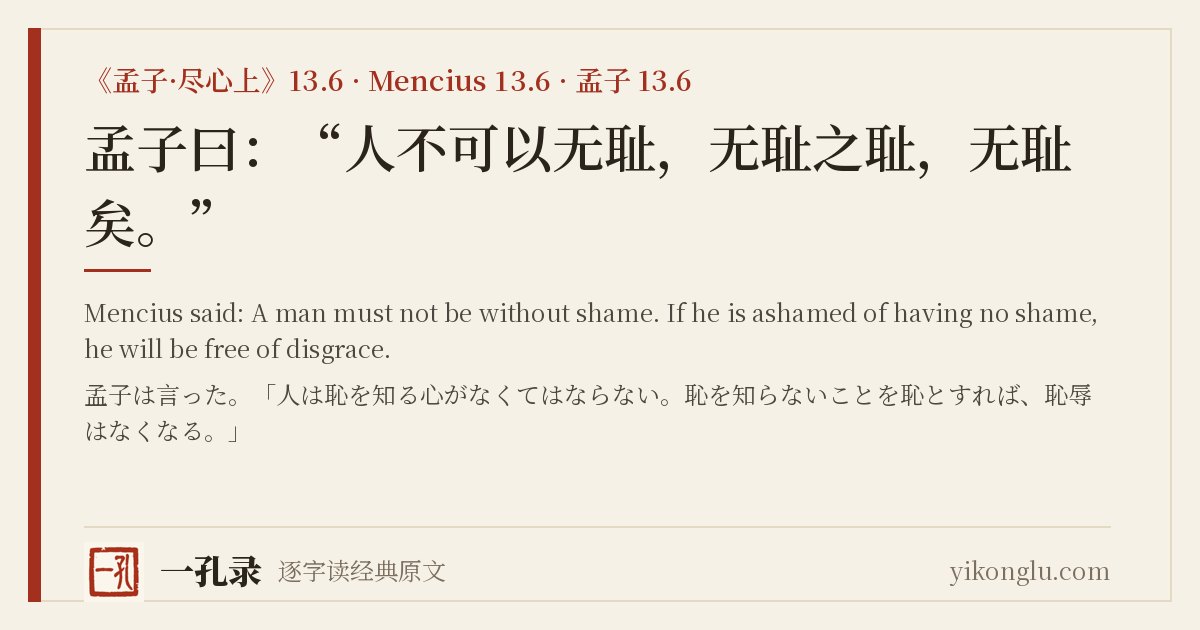 《孟子·尽心上》13.6 · Mencius 13.6 · 孟子 13.6
孟子曰：“人不可以无耻，无耻之耻，无耻
矣。”
Mencius said: A man must not be without shame. If he is ashamed of having no shame,
he will be free of disgrace.
孟子は言った。「人は恥を知る心がなくてはならない。恥を知らないことを恥とすれば、恥辱
はなくなる。」
一孔
一孔录 逐字读经典原文
yikonglu.com